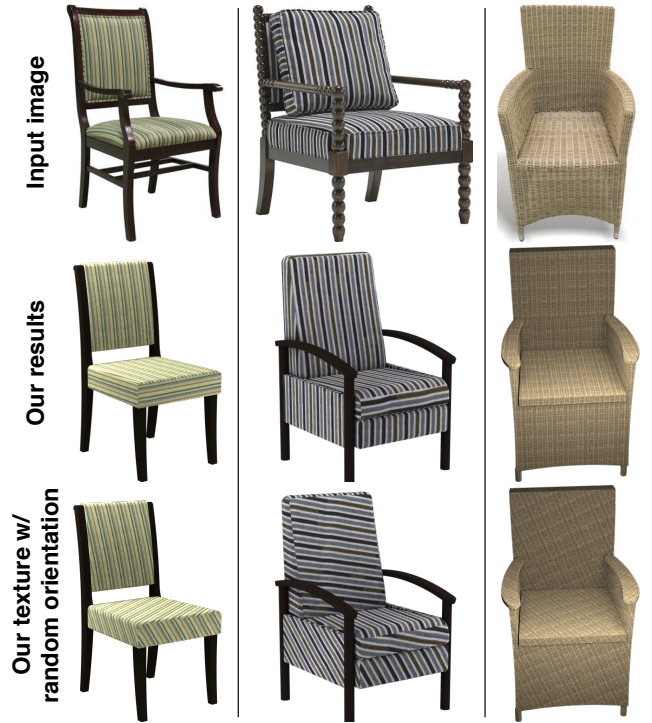 Input image
Our results
Our texture w/
random orientation